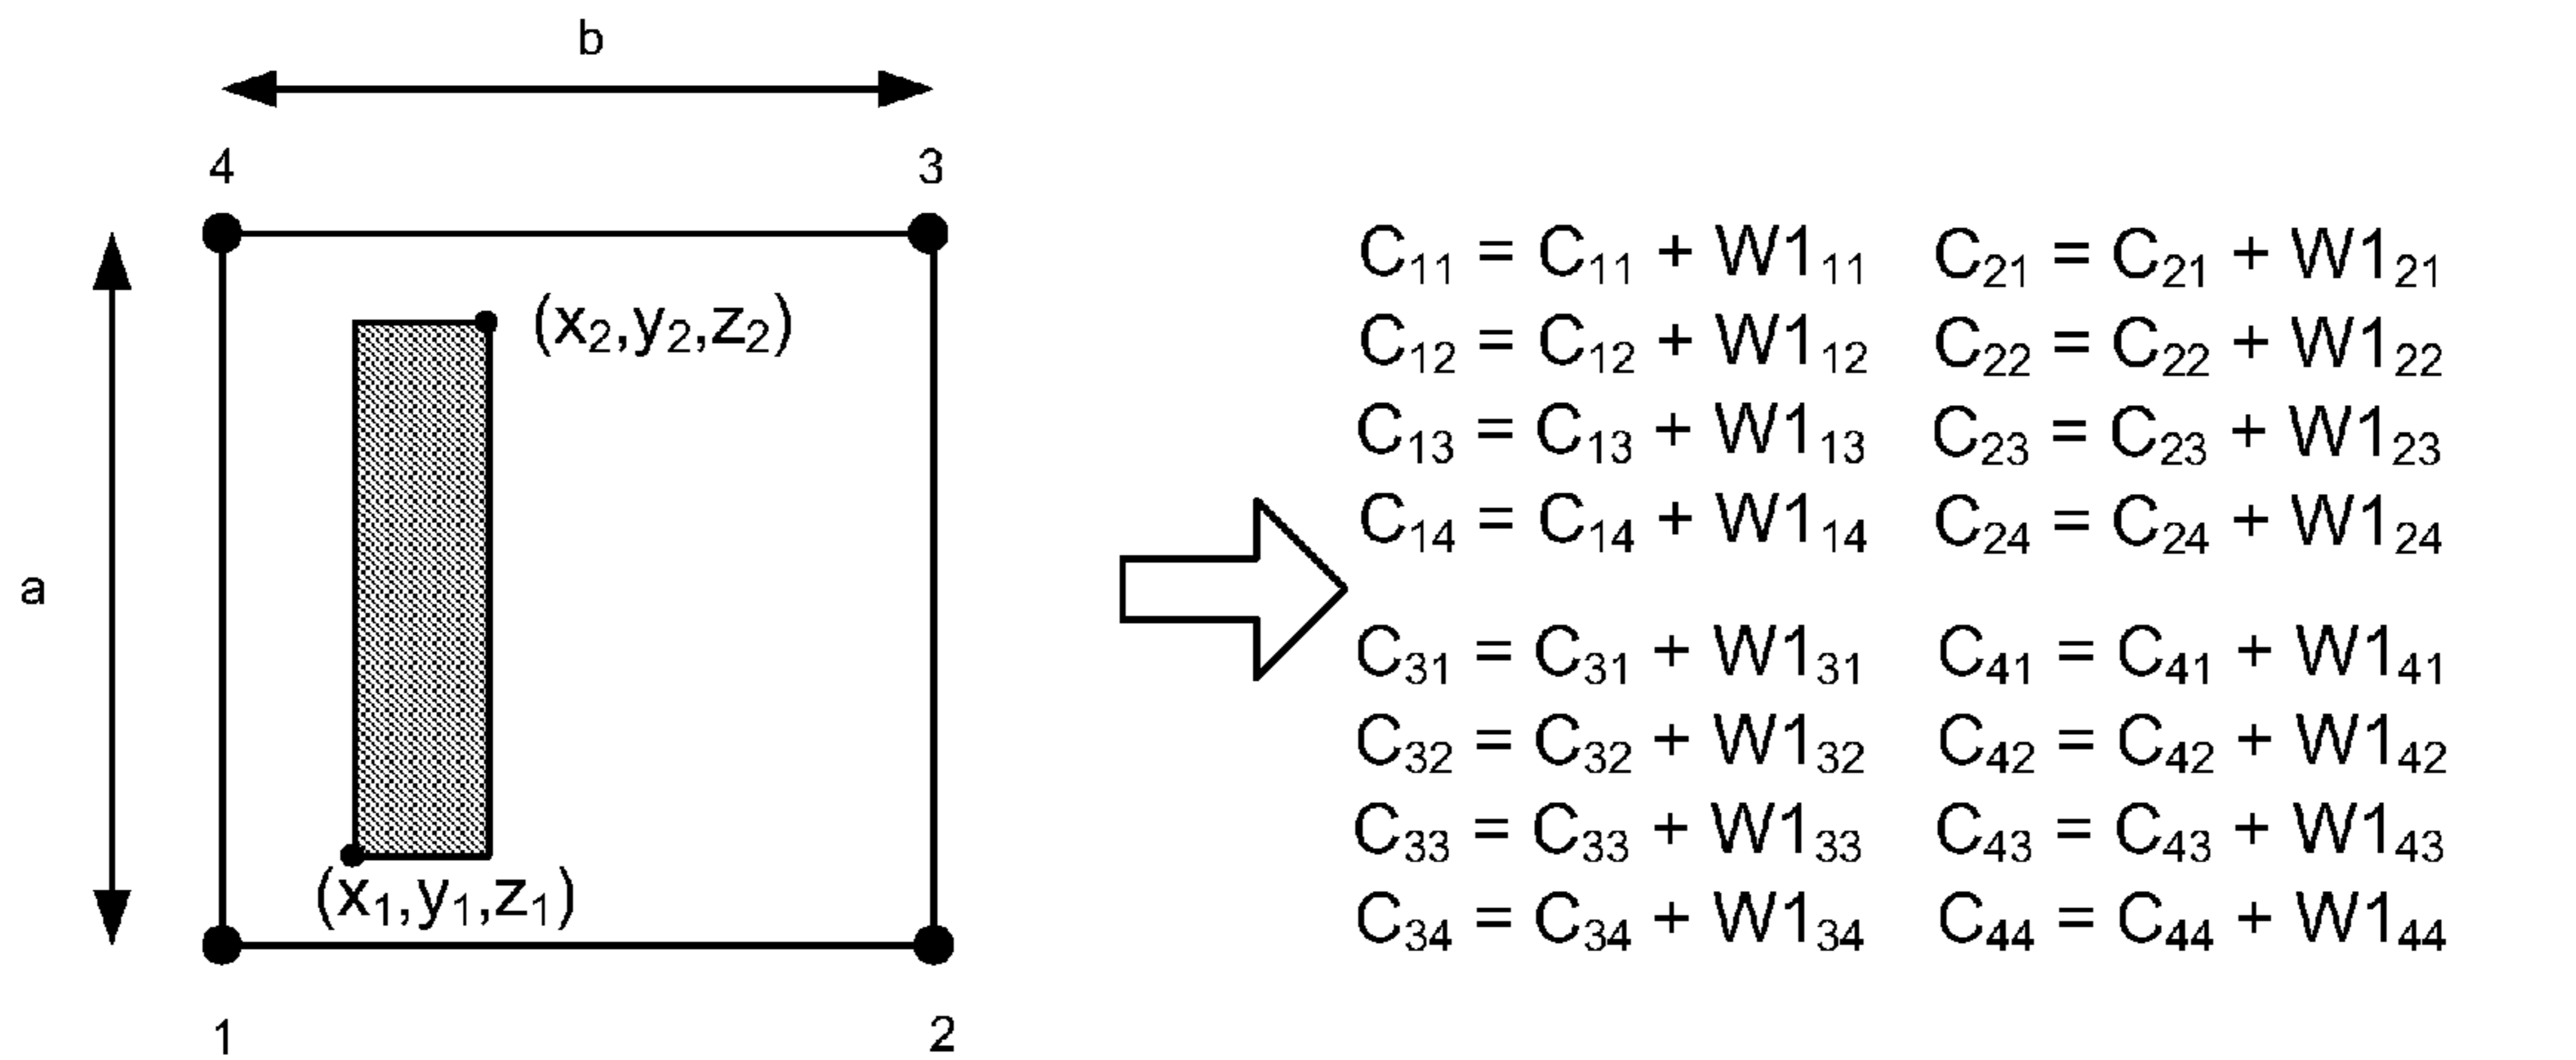 b
4 3
(x₂,y₂,z₂)
a
(x₁,y₁,z₁)
1 2
C₁₁ = C₁₁ + W1₁₁ C₂₁ = C₂₁ + W1₂₁
C₁₂ = C₁₂ + W1₁₂ C₂₂ = C₂₂ + W1₂₂
C₁₃ = C₁₃ + W1₁₃ C₂₃ = C₂₃ + W1₂₃
C₁₄ = C₁₄ + W1₁₄ C₂₄ = C₂₄ + W1₂₄
C₃₁ = C₃₁ + W1₃₁ C₄₁ = C₄₁ + W1₄₁
C₃₂ = C₃₂ + W1₃₂ C₄₂ = C₄₂ + W1₄₂
C₃₃ = C₃₃ + W1₃₃ C₄₃ = C₄₃ + W1₄₃
C₃₄ = C₃₄ + W1₃₄ C₄₄ = C₄₄ + W1₄₄